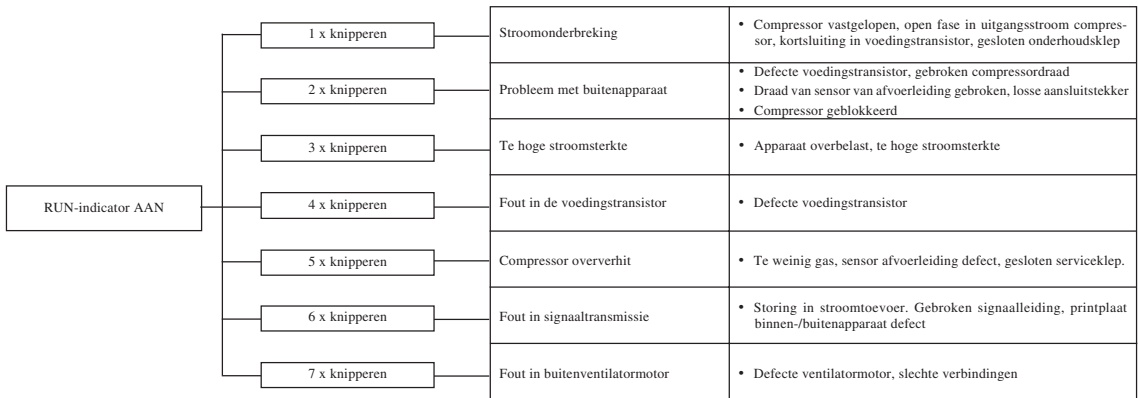 1 x knipperen
Stroomonderbreking
• Compressor vastgelopen, open fase in uitgangsstroom compres-
sor, kortsluiting in voedingstransistor, gesloten onderhoudsklep
2 x knipperen
Probleem met buitenapparaat
• Defecte voedingstransistor, gebroken compressordraad
• Draad van sensor van afvoerleiding gebroken, losse aansluitstekker
• Compressor geblokkeerd
3 x knipperen
Te hoge stroomsterkte
• Apparaat overbelast, te hoge stroomsterkte
RUN-indicator AAN
4 x knipperen
Fout in de voedingstransistor
• Defecte voedingstransistor
5 x knipperen
Compressor oververhit
• Te weinig gas, sensor afvoerleiding defect, gesloten serviceklep.
6 x knipperen
Fout in signaaltransmissie
• Storing in stroomtoevoer. Gebroken signaalleiding, printplaat
binnen-/buitenapparaat defect
7 x knipperen
Fout in buitenventilatormotor
• Defecte ventilatormotor, slechte verbindingen